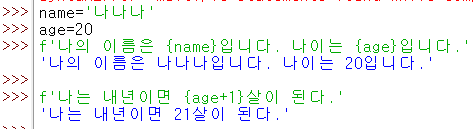 >>> name='나나나'
>>> age=20
>>> f'나의 이름은 {name}입니다. 나이는 {age}입니다.'
'나의 이름은 나나나입니다. 나이는 20입니다.'
>>>
>>> f'나는 내년이면 {age+1}살이 된다.'
'나는 내년이면 21살이 된다.'